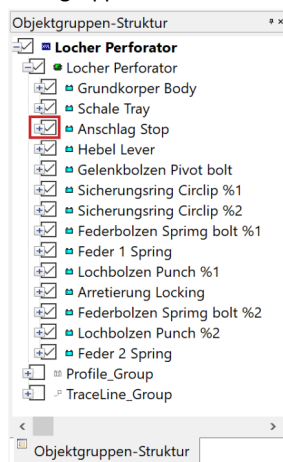 Objektgruppen-Struktur
Locher Perforator
Locher Perforator
Grundkorper Body
Schale Tray
Anschlag Stop
Hebel Lever
Gelenkbolzen Pivot bolt
Sicherungsring Circlip %1
Sicherungsring Circlip %2
Federbolzen Sprimg bolt %1
Feder 1 Spring
Lochbolzen Punch %1
Arretierung Locking
Federbolzen Sprimg bolt %2
Lochbolzen Punch %2
Feder 2 Spring
Profile_Group
TraceLine_Group
Objektgruppen-Struktur